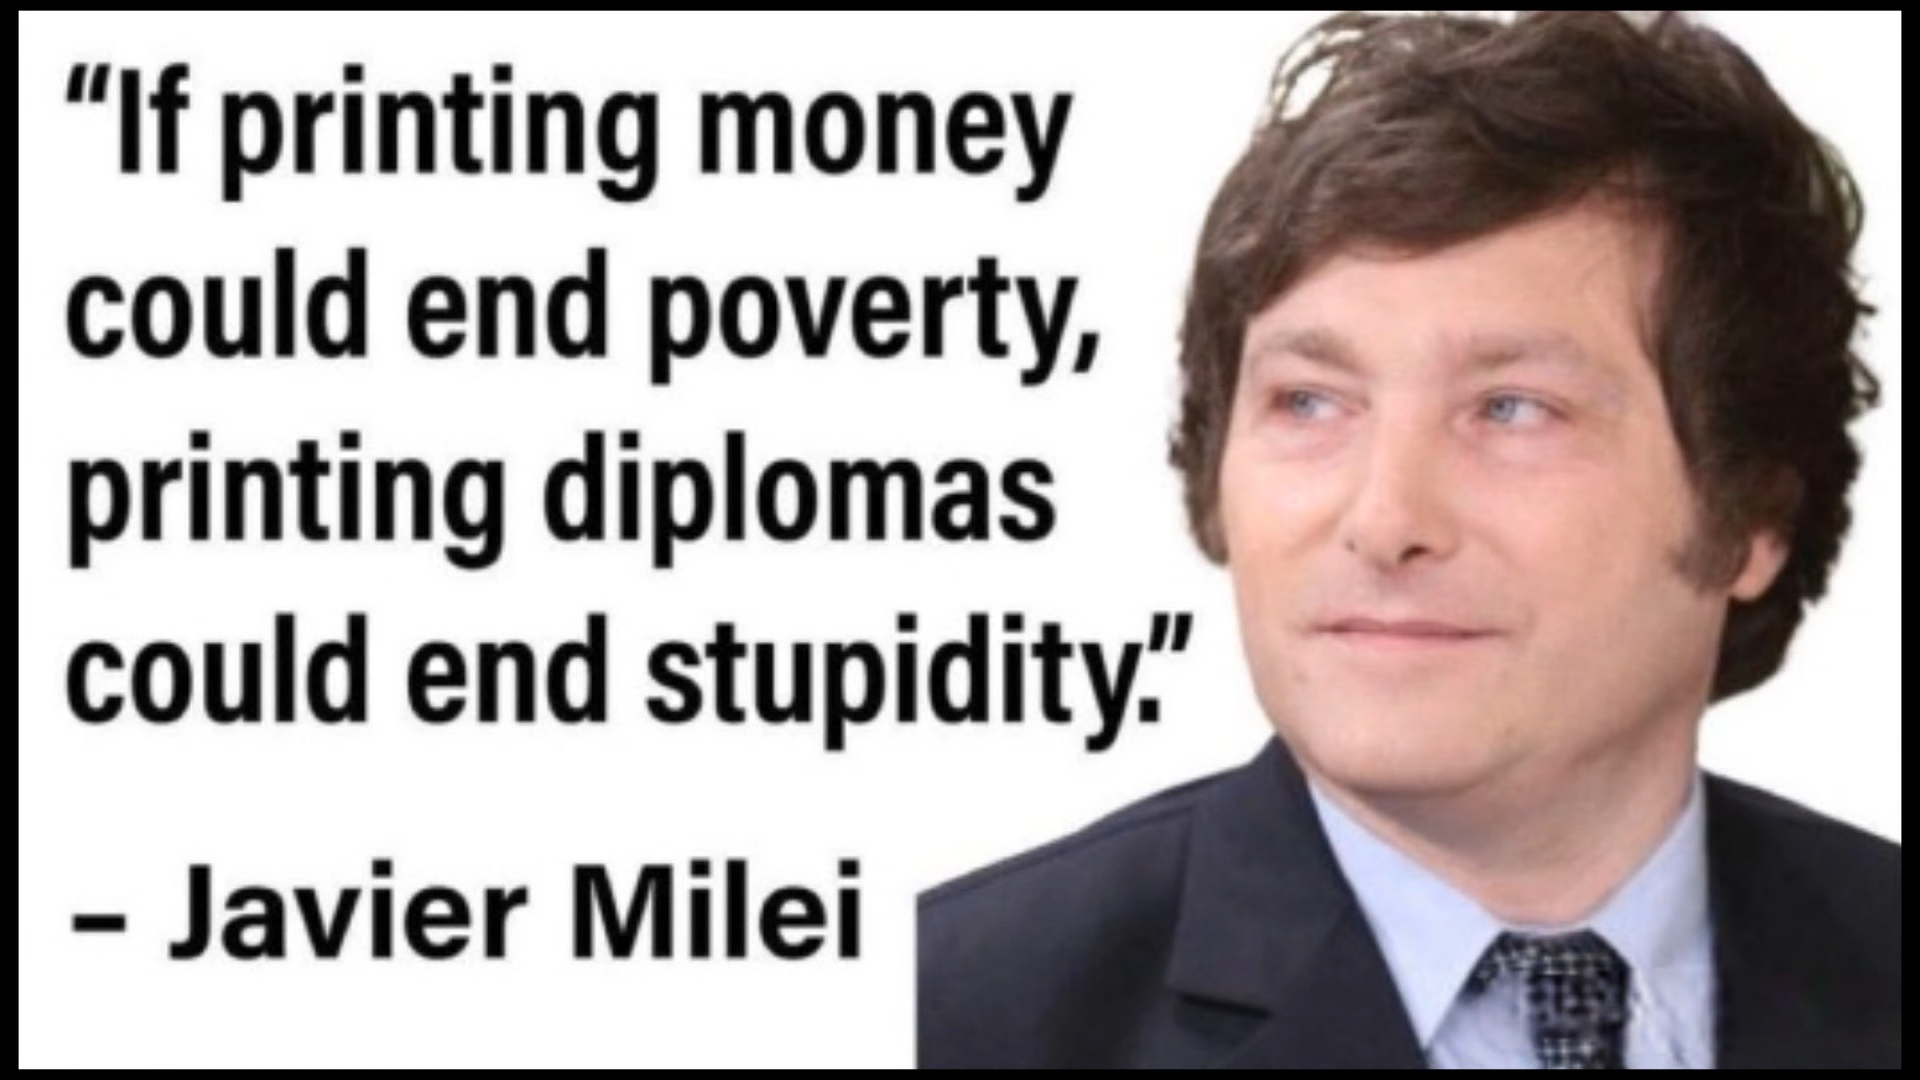 “If printing money
could end poverty,
printing diplomas
could end stupidity.”
– Javier Milei